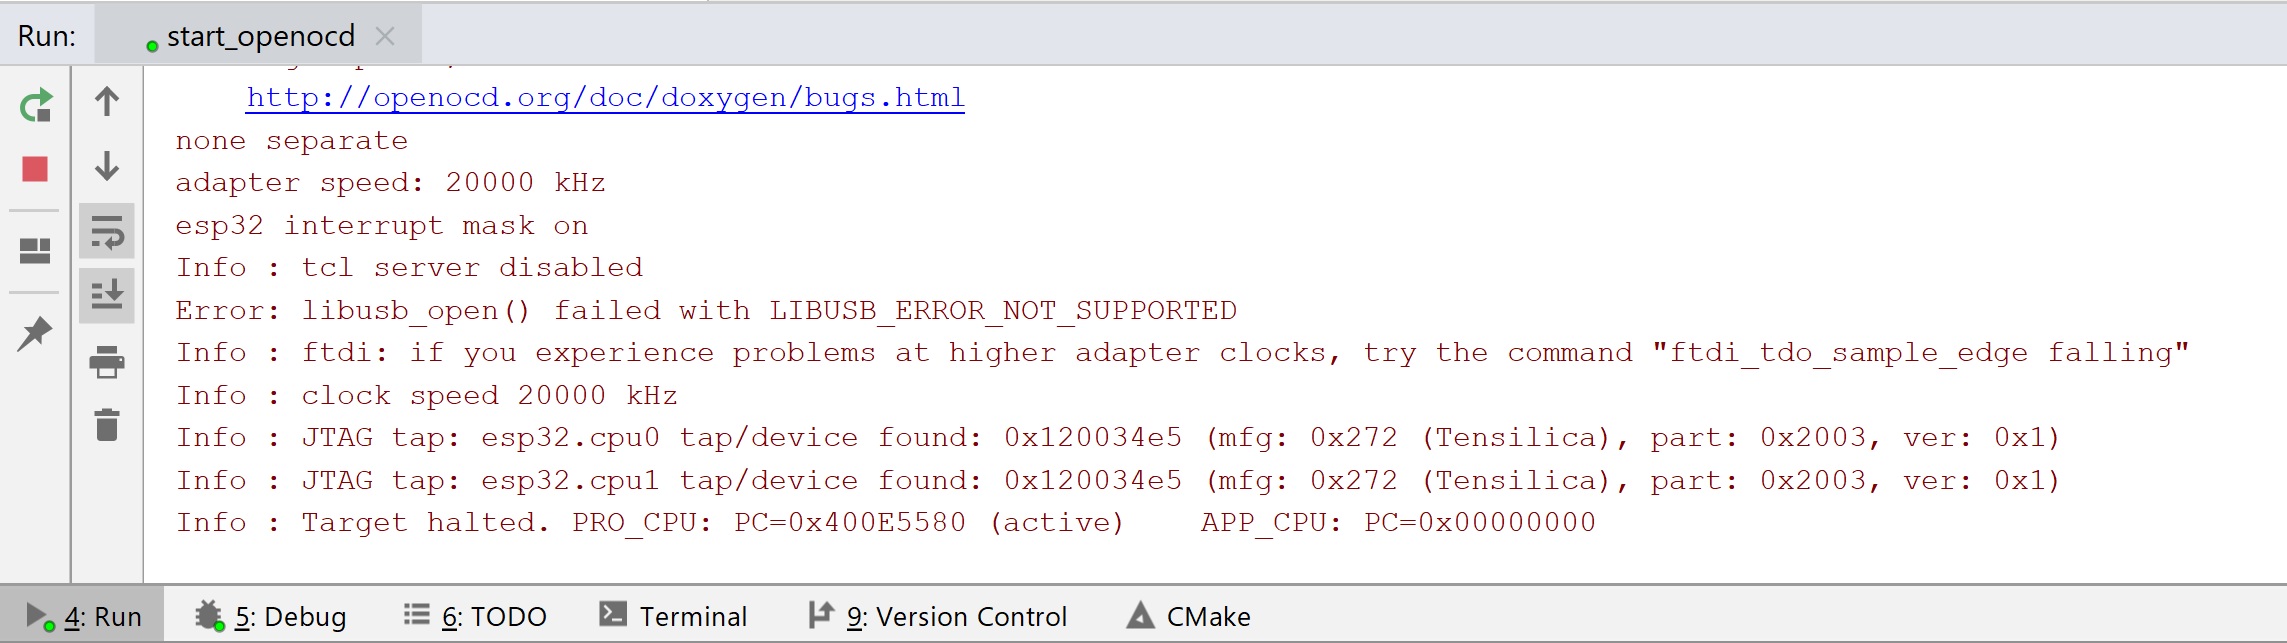 Run: start_openocd
http://openocd.org/doc/doxygen/bugs.html
none separate
adapter speed: 20000 kHz
esp32 interrupt mask on
Info : tcl server disabled
Error: libusb_open() failed with LIBUSB_ERROR_NOT_SUPPORTED
Info : ftdi: if you experience problems at higher adapter clocks, try the command "ftdi_tdo_sample_edge falling"
Info : clock speed 20000 kHz
Info : JTAG tap: esp32.cpu0 tap/device found: 0x120034e5 (mfg: 0x272 (Tensilica), part: 0x2003, ver: 0x1)
Info : JTAG tap: esp32.cpu1 tap/device found: 0x120034e5 (mfg: 0x272 (Tensilica), part: 0x2003, ver: 0x1)
Info : Target halted. PRO_CPU: PC=0x400E5580 (active)    APP_CPU: PC=0x00000000
4: Run 5: Debug 6: TODO Terminal 9: Version Control CMake